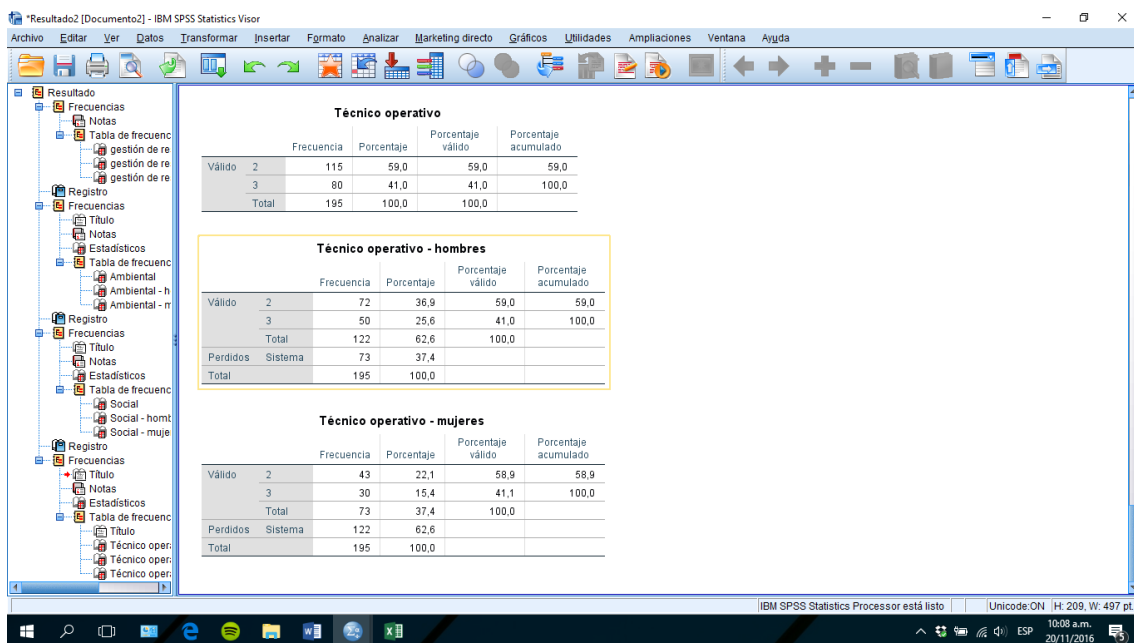 *Resultado2 [Documento2] - IBM SPSS Statistics Visor
Archivo Editar Ver Datos Transformar Insertar Formato Analizar Marketing directo Gráficos Utilidades Ampliaciones Ventana Ayuda
Resultado
Frecuencias
Notas
Tabla de frecuenc
gestión de re
gestión de re
gestión de re
Registro
Frecuencias
Título
Notas
Estadísticos
Tabla de frecuenc
Ambiental
Ambiental - h
Ambiental - m
Registro
Frecuencias
Título
Notas
Estadísticos
Tabla de frecuenc
Social
Social - homb
Social - muje
Registro
Frecuencias
Título
Notas
Estadísticos
Tabla de frecuenc
Título
Técnico oper
Técnico oper
Técnico oper
Técnico operativo
Frecuencia Porcentaje Porcentaje válido Porcentaje acumulado
Válido 2 115 59,0 59,0 59,0
3 80 41,0 41,0 100,0
Total 195 100,0 100,0
Técnico operativo - hombres
Frecuencia Porcentaje Porcentaje válido Porcentaje acumulado
Válido 2 72 36,9 59,0 59,0
3 50 25,6 41,0 100,0
Total 122 62,6 100,0
Perdidos Sistema 73 37,4
Total 195 100,0
Técnico operativo - mujeres
Frecuencia Porcentaje Porcentaje válido Porcentaje acumulado
Válido 2 43 22,1 58,9 58,9
3 30 15,4 41,1 100,0
Total 73 37,4 100,0
Perdidos Sistema 122 62,6
Total 195 100,0
IBM SPSS Statistics Processor está listo Unicode:ON H: 209, W: 497 pt.
ESP 10:08 a.m.
20/11/2016